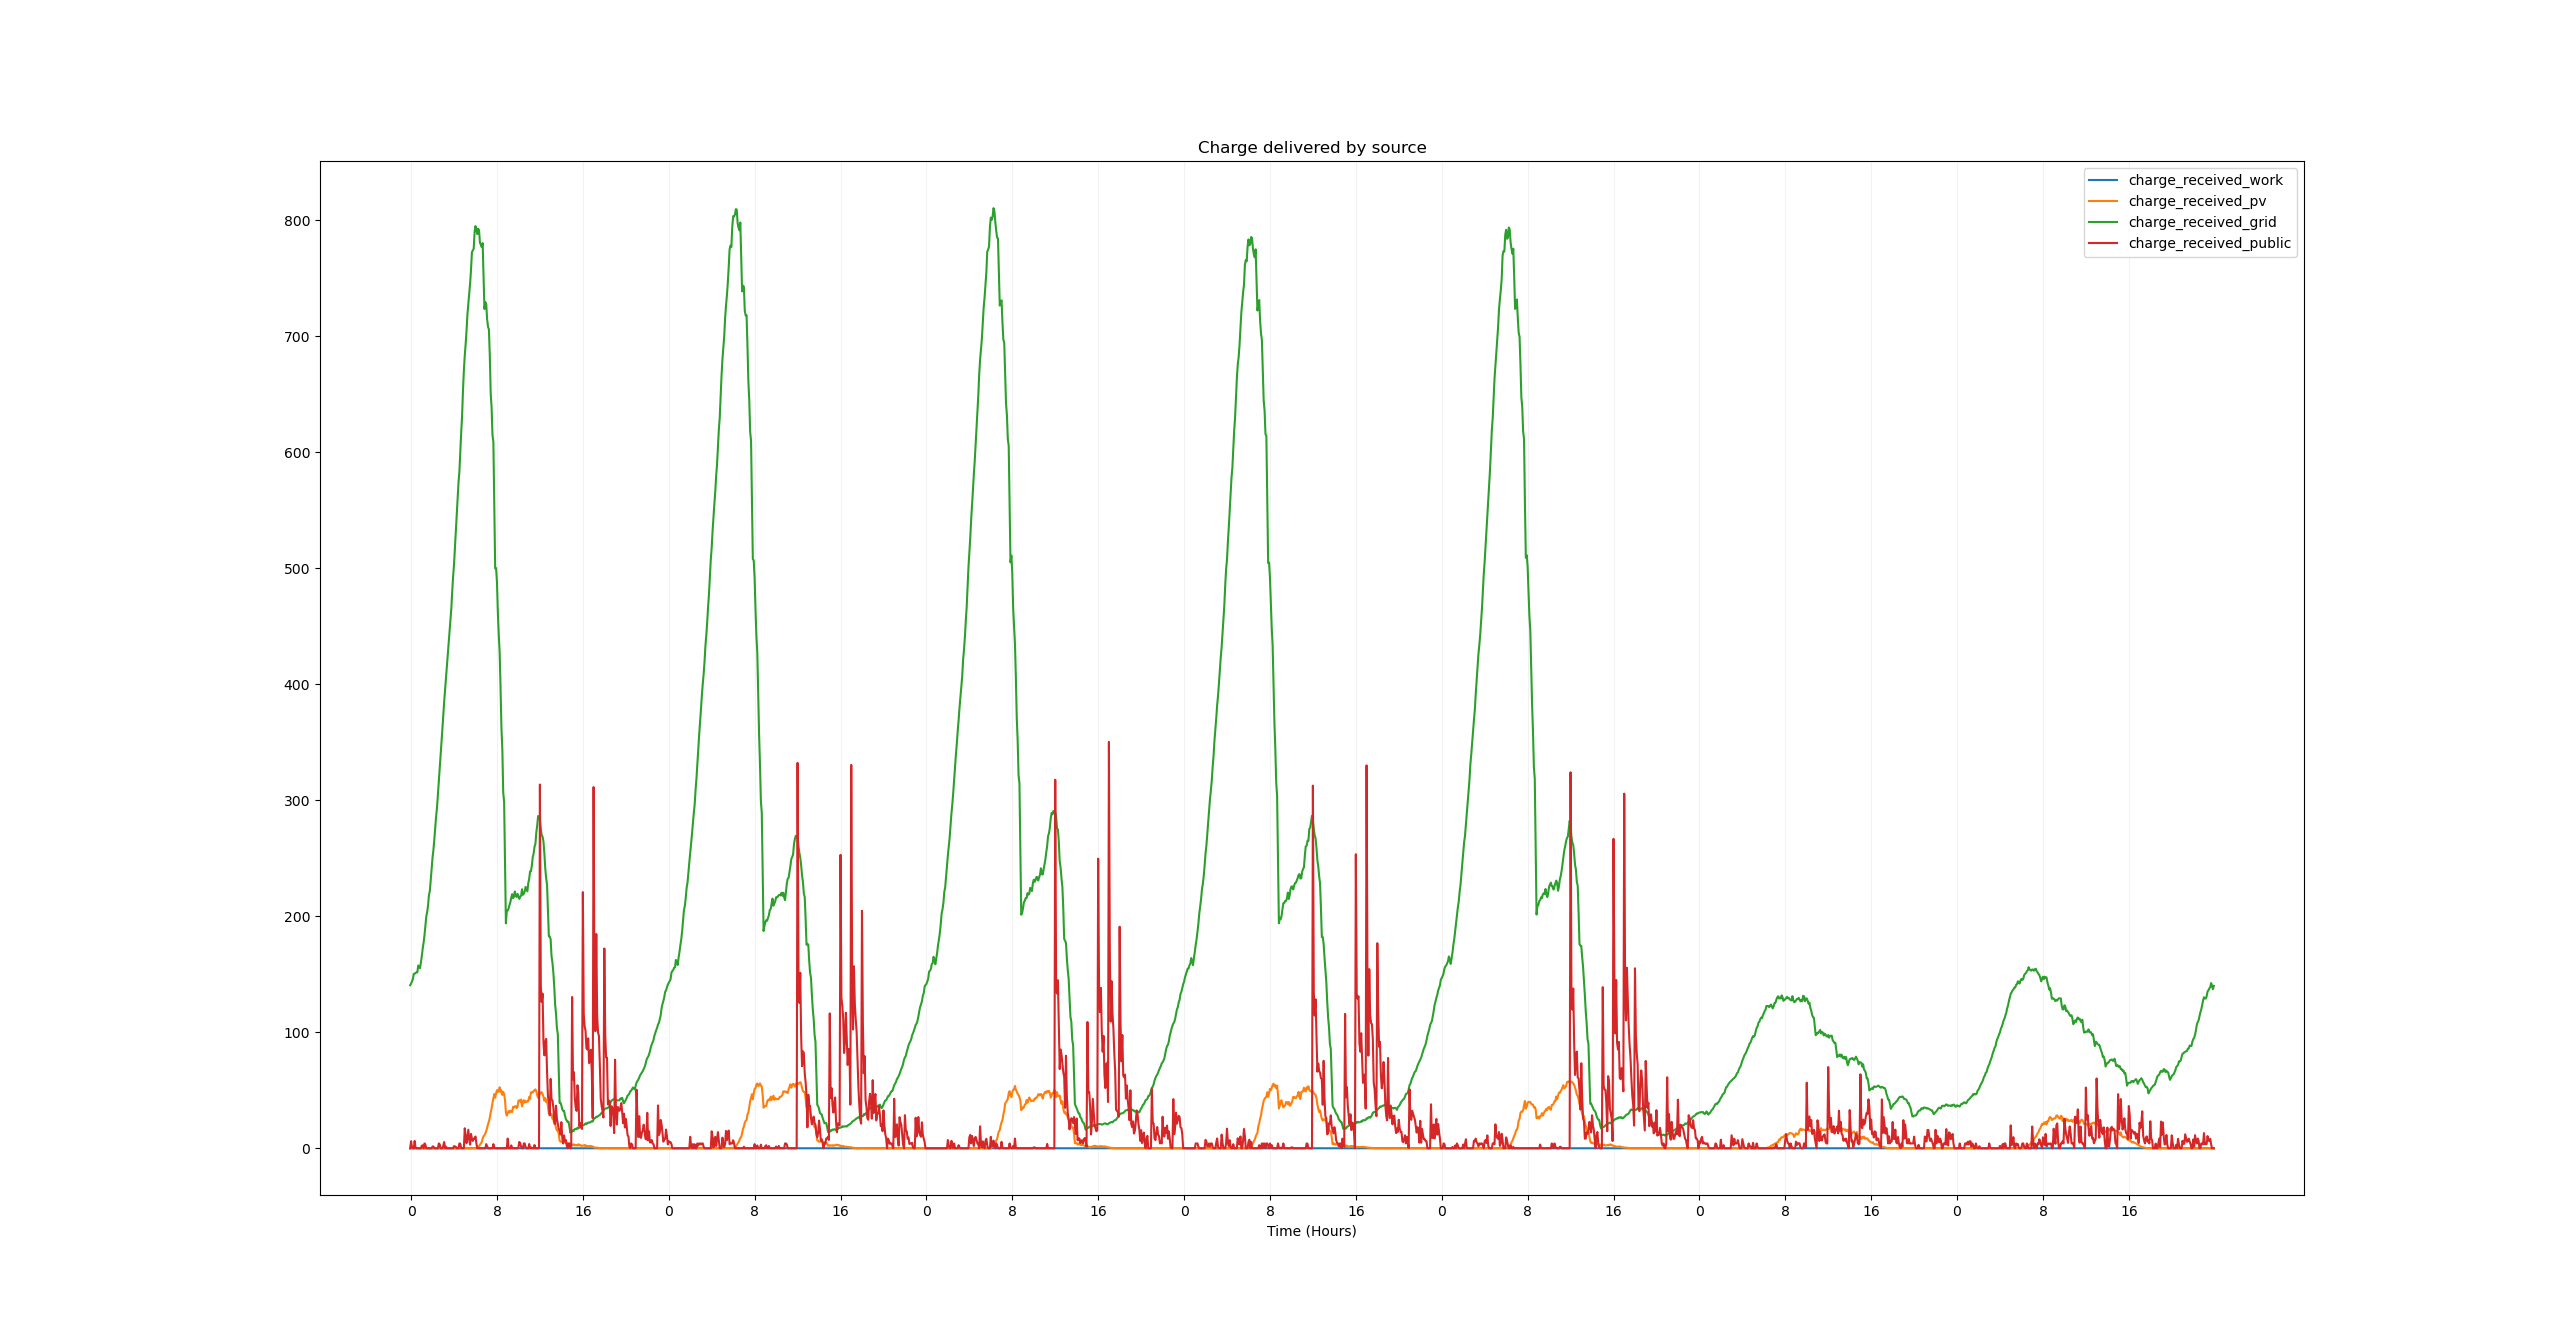 Charge delivered by source
charge_received_work
charge_received_pv
charge_received_grid
charge_received_public
800
700
600
500
400
300
200
100
0
0 8 16 0 8 16 0 8 16 0 8 16 0 8 16 0 8 16 0 8 16
Time (Hours)